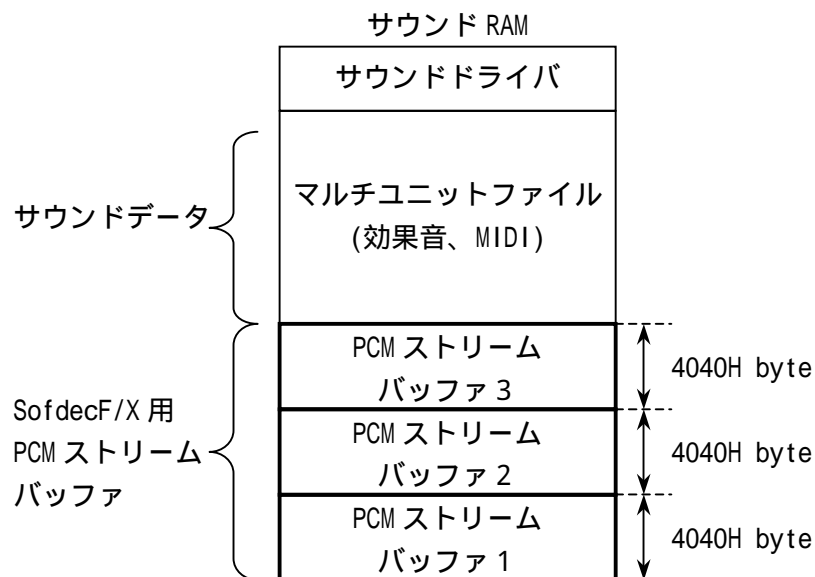 サウンド RAM
サウンドドライバ
サウンドデータ
マルチユニットファイル
(効果音、MIDI)
SofdecF/X 用
PCM ストリーム
バッファ
PCM ストリーム
バッファ 3
4040H byte
PCM ストリーム
バッファ 2
4040H byte
PCM ストリーム
バッファ 1
4040H byte